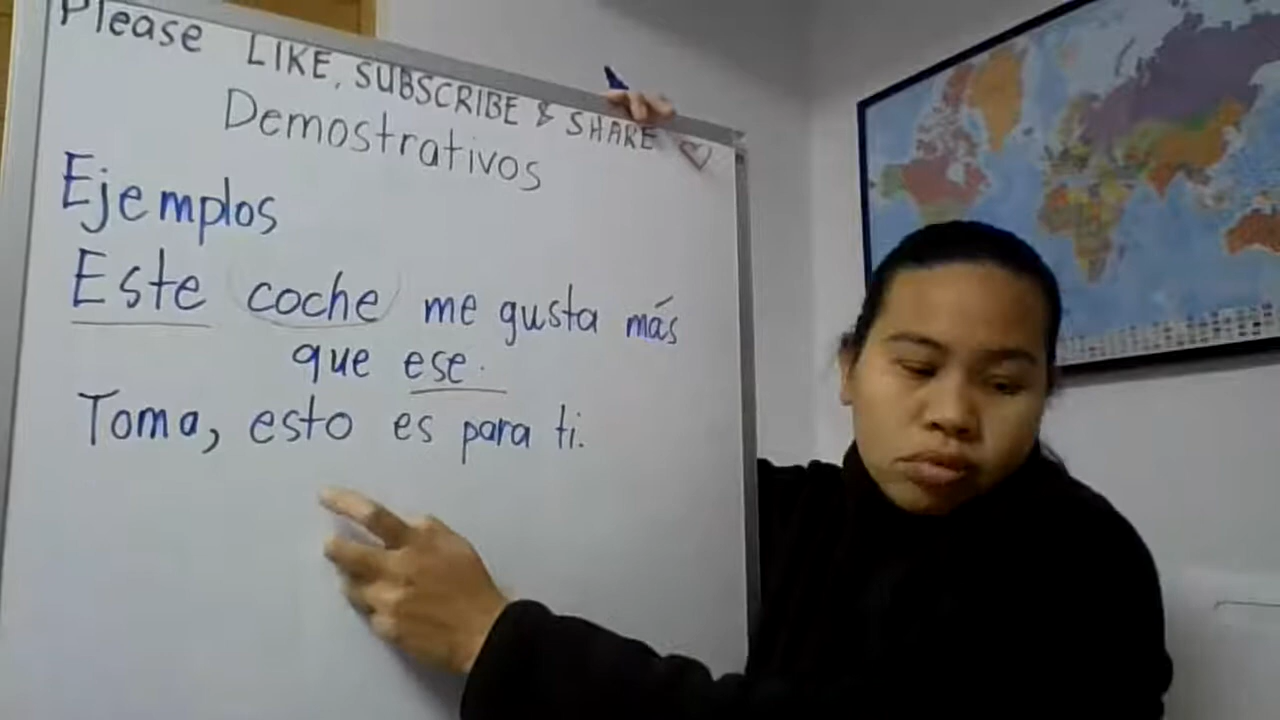 Please LIKE, SUBSCRIBE & SHARE ♡
Demostrativos
Ejemplos
Este coche me gusta más
que ese.
Toma, esto es para ti.